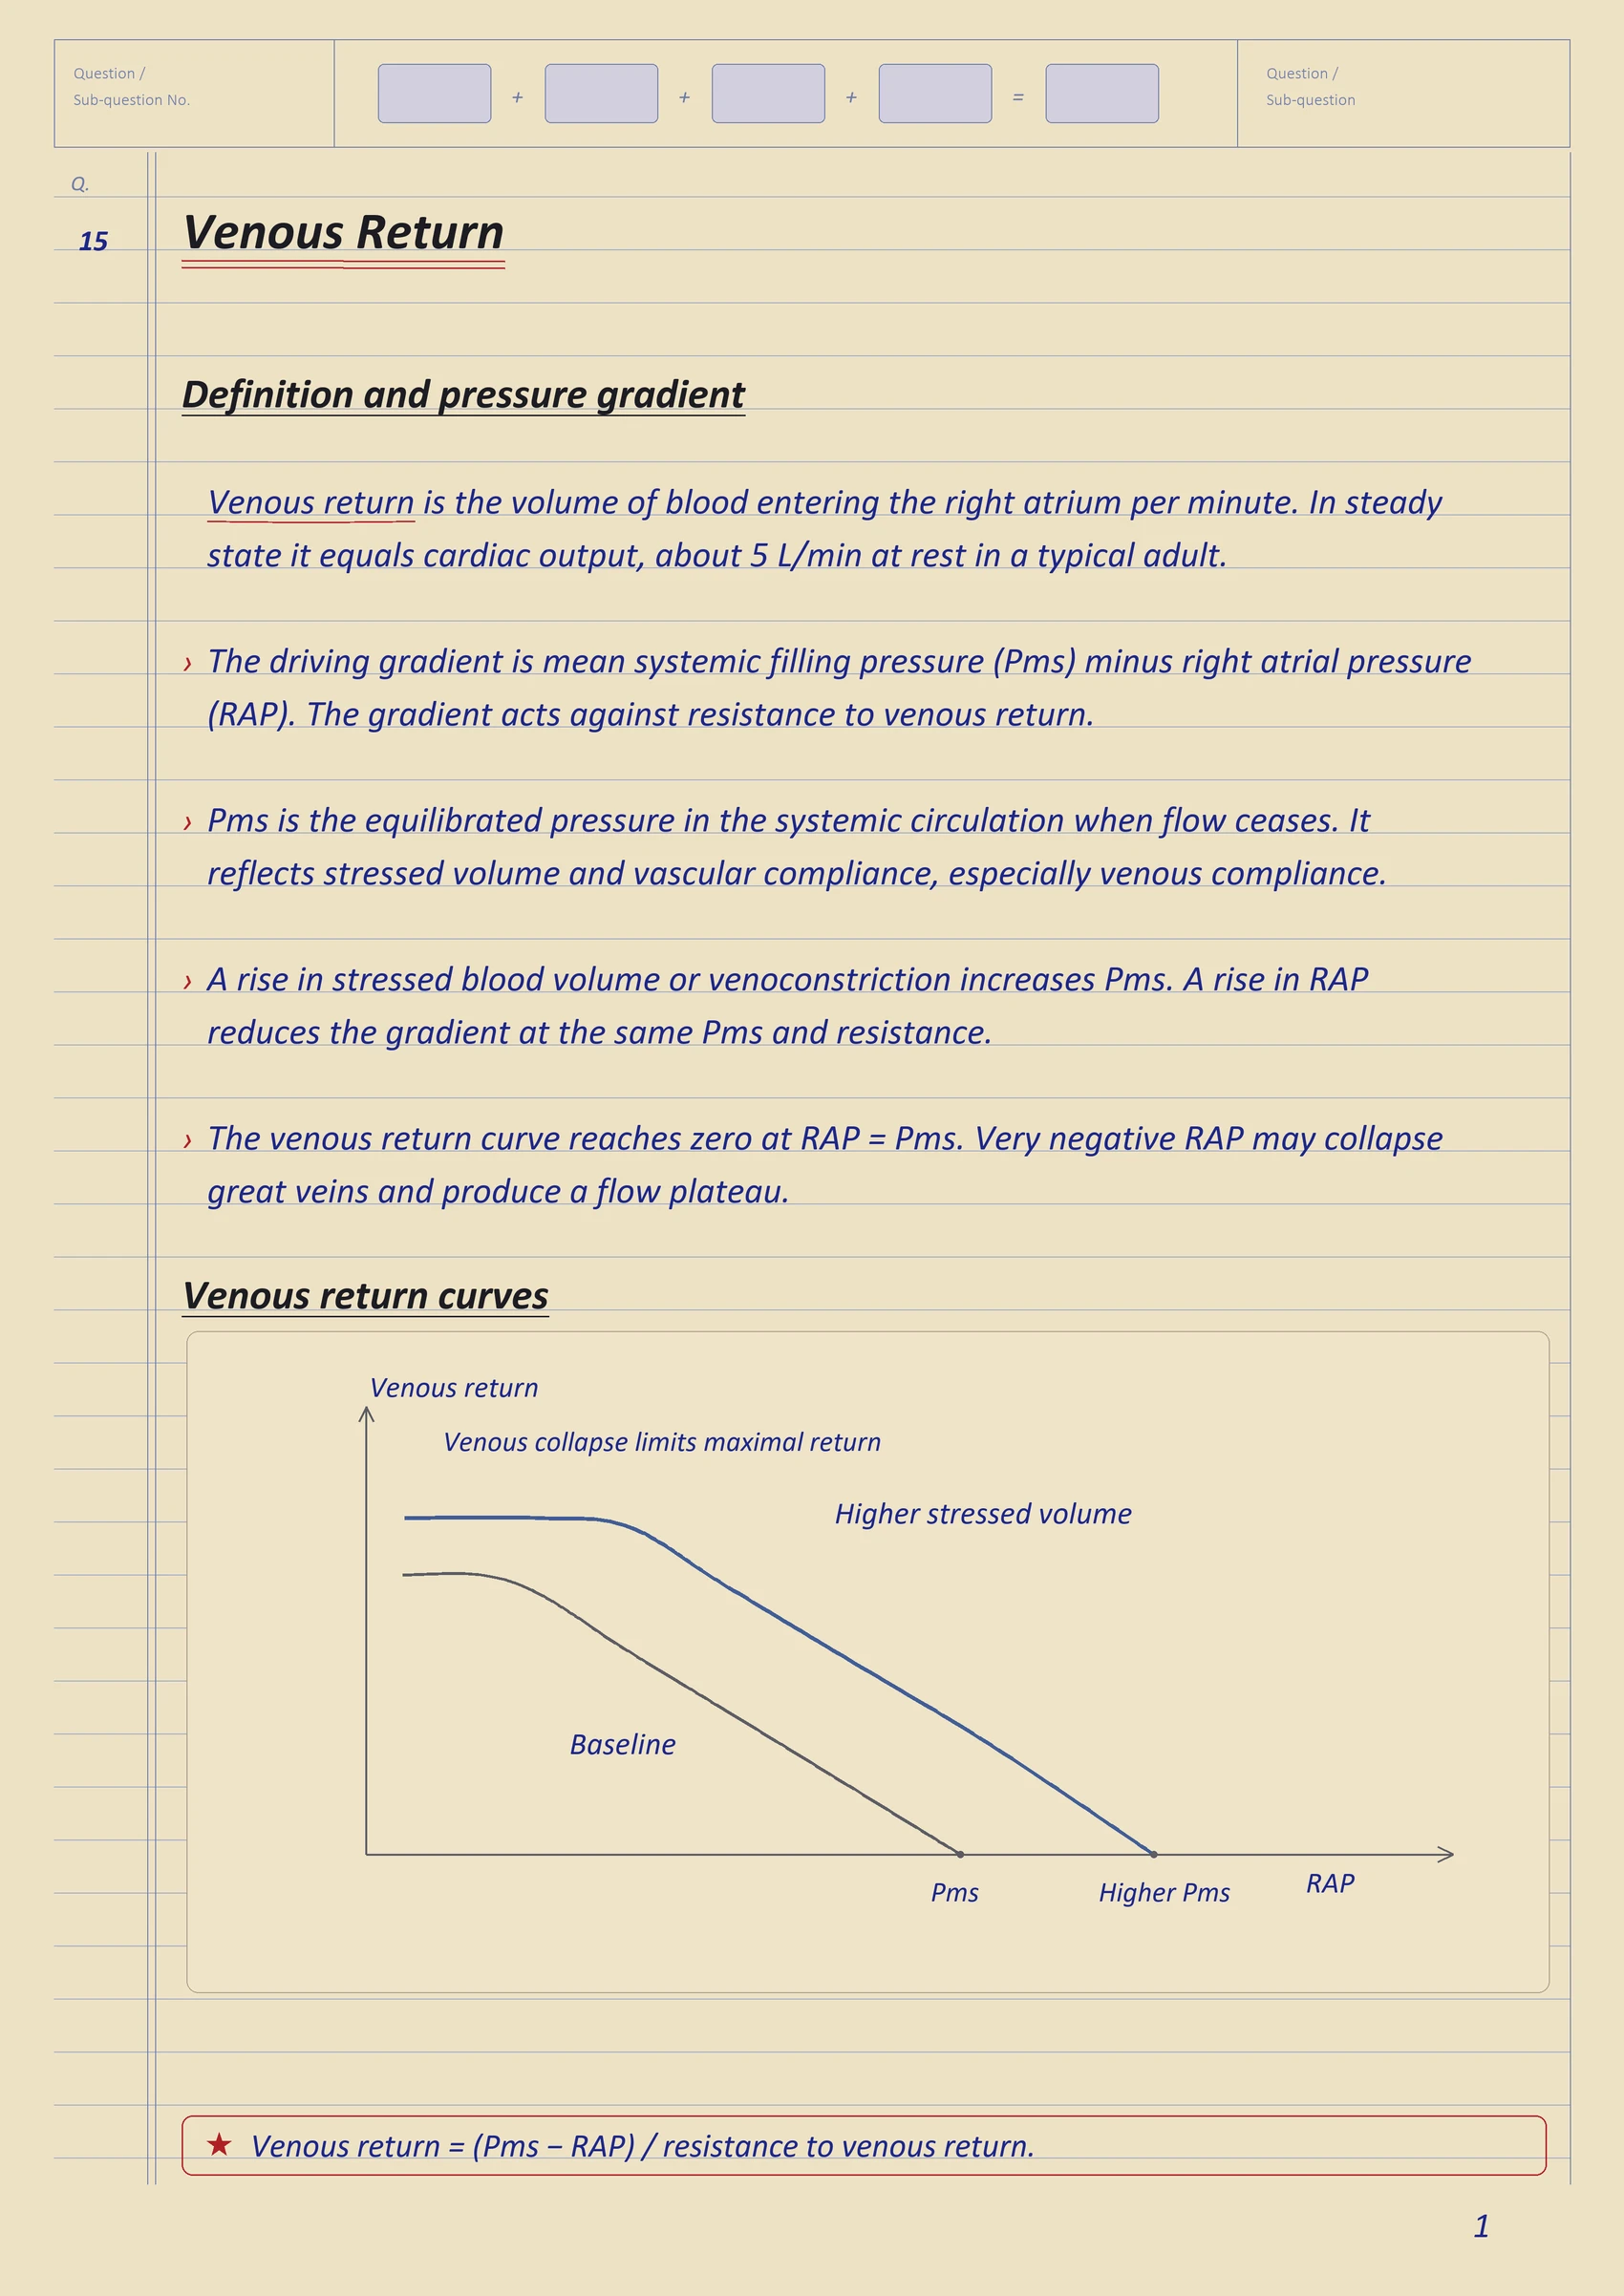 Question /
Sub-question No.
+ + + =
Question /
Sub-question
Q.
15
Venous Return
Definition and pressure gradient
Venous return is the volume of blood entering the right atrium per minute. In steady
state it equals cardiac output, about 5 L/min at rest in a typical adult.
› The driving gradient is mean systemic filling pressure (Pms) minus right atrial pressure
(RAP). The gradient acts against resistance to venous return.
› Pms is the equilibrated pressure in the systemic circulation when flow ceases. It
reflects stressed volume and vascular compliance, especially venous compliance.
› A rise in stressed blood volume or venoconstriction increases Pms. A rise in RAP
reduces the gradient at the same Pms and resistance.
› The venous return curve reaches zero at RAP = Pms. Very negative RAP may collapse
great veins and produce a flow plateau.
Venous return curves
Venous return
Venous collapse limits maximal return
Higher stressed volume
Baseline
Pms
Higher Pms
RAP
★ Venous return = (Pms – RAP) / resistance to venous return.
1